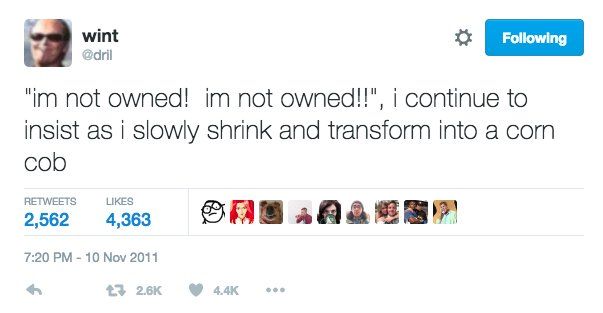 wint
@dril
Following
"im not owned!  im not owned!!", i continue to
insist as i slowly shrink and transform into a corn
cob
RETWEETS
2,562
LIKES
4,363
7:20 PM - 10 Nov 2011
2.6K
4.4K